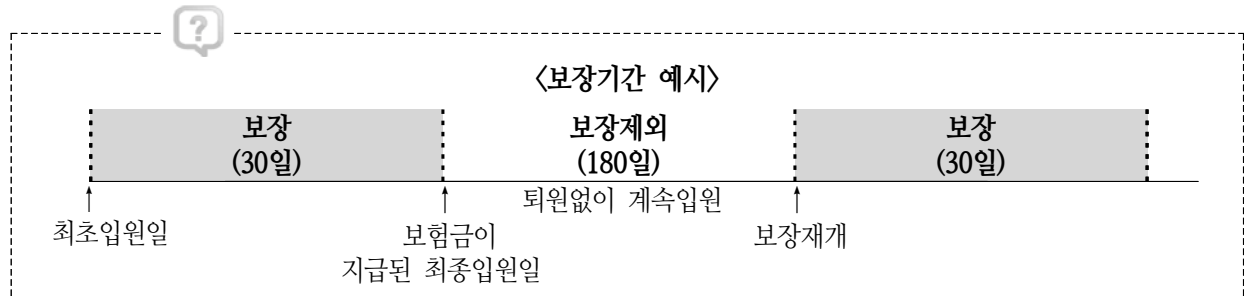 ?
〈보장기간 예시〉
보장 보장제외 보장
(30일) (180일) (30일)
퇴원없이 계속입원
최초입원일 보험금이 보장재개
지급된 최종입원일